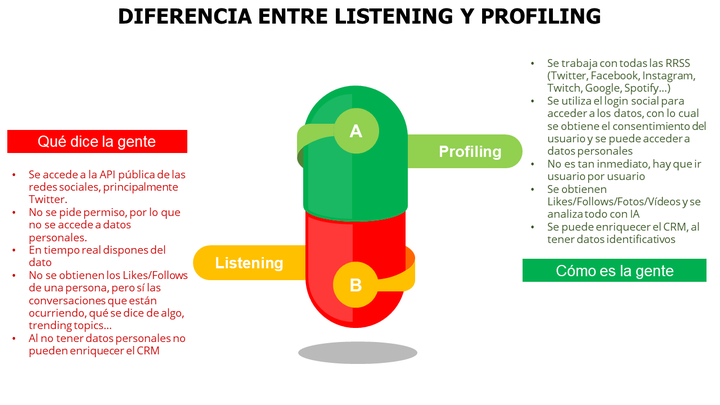 DIFERENCIA ENTRE LISTENING Y PROFILING
Qué dice la gente
• Se accede a la API pública de las
redes sociales, principalmente
Twitter.
• No se pide permiso, por lo que
no se accede a datos
personales.
• En tiempo real dispones del
dato
• No se obtienen los Likes/Follows
de una persona, pero sí las
conversaciones que están
ocurriendo, qué se dice de algo,
trending topics...
• Al no tener datos personales no
pueden enriquecer el CRM
A
Profiling
Listening
B
• Se trabaja con todas las RRSS
(Twitter, Facebook, Instagram,
Twitch, Google, Spotify...)
• Se utiliza el login social para
acceder a los datos, con lo cual
se obtiene el consentimiento del
usuario y se puede acceder a
datos personales
• No es tan inmediato, hay que ir
usuario por usuario
• Se obtienen
Likes/Follows/Fotos/Vídeos y se
analiza todo con IA
• Se puede enriquecer el CRM, al
tener datos identificativos
Cómo es la gente